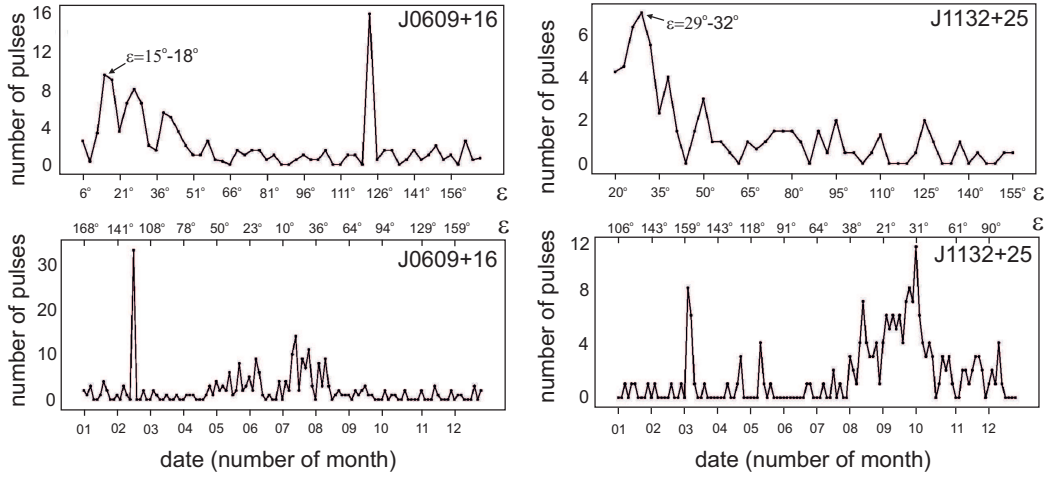 J0609+16
number of pulses
16
12
8
4
0
ε=15°-18°
6° 21° 36° 51° 66° 81° 96° 111° 126° 141° 156° ε
J1132+25
number of pulses
6
4
2
0
ε=29°-32°
20° 35° 50° 65° 80° 95° 110° 125° 140° 155° ε
168° 141° 108° 78° 50° 23° 10° 36° 64° 94° 129° 159° ε
J0609+16
number of pulses
30
20
10
0
01 02 03 04 05 06 07 08 09 10 11 12
date (number of month)
106° 143° 159° 143° 118° 91° 64° 38° 21° 31° 61° 90° ε
J1132+25
number of pulses
12
8
4
0
01 02 03 04 05 06 07 08 09 10 11 12
date (number of month)